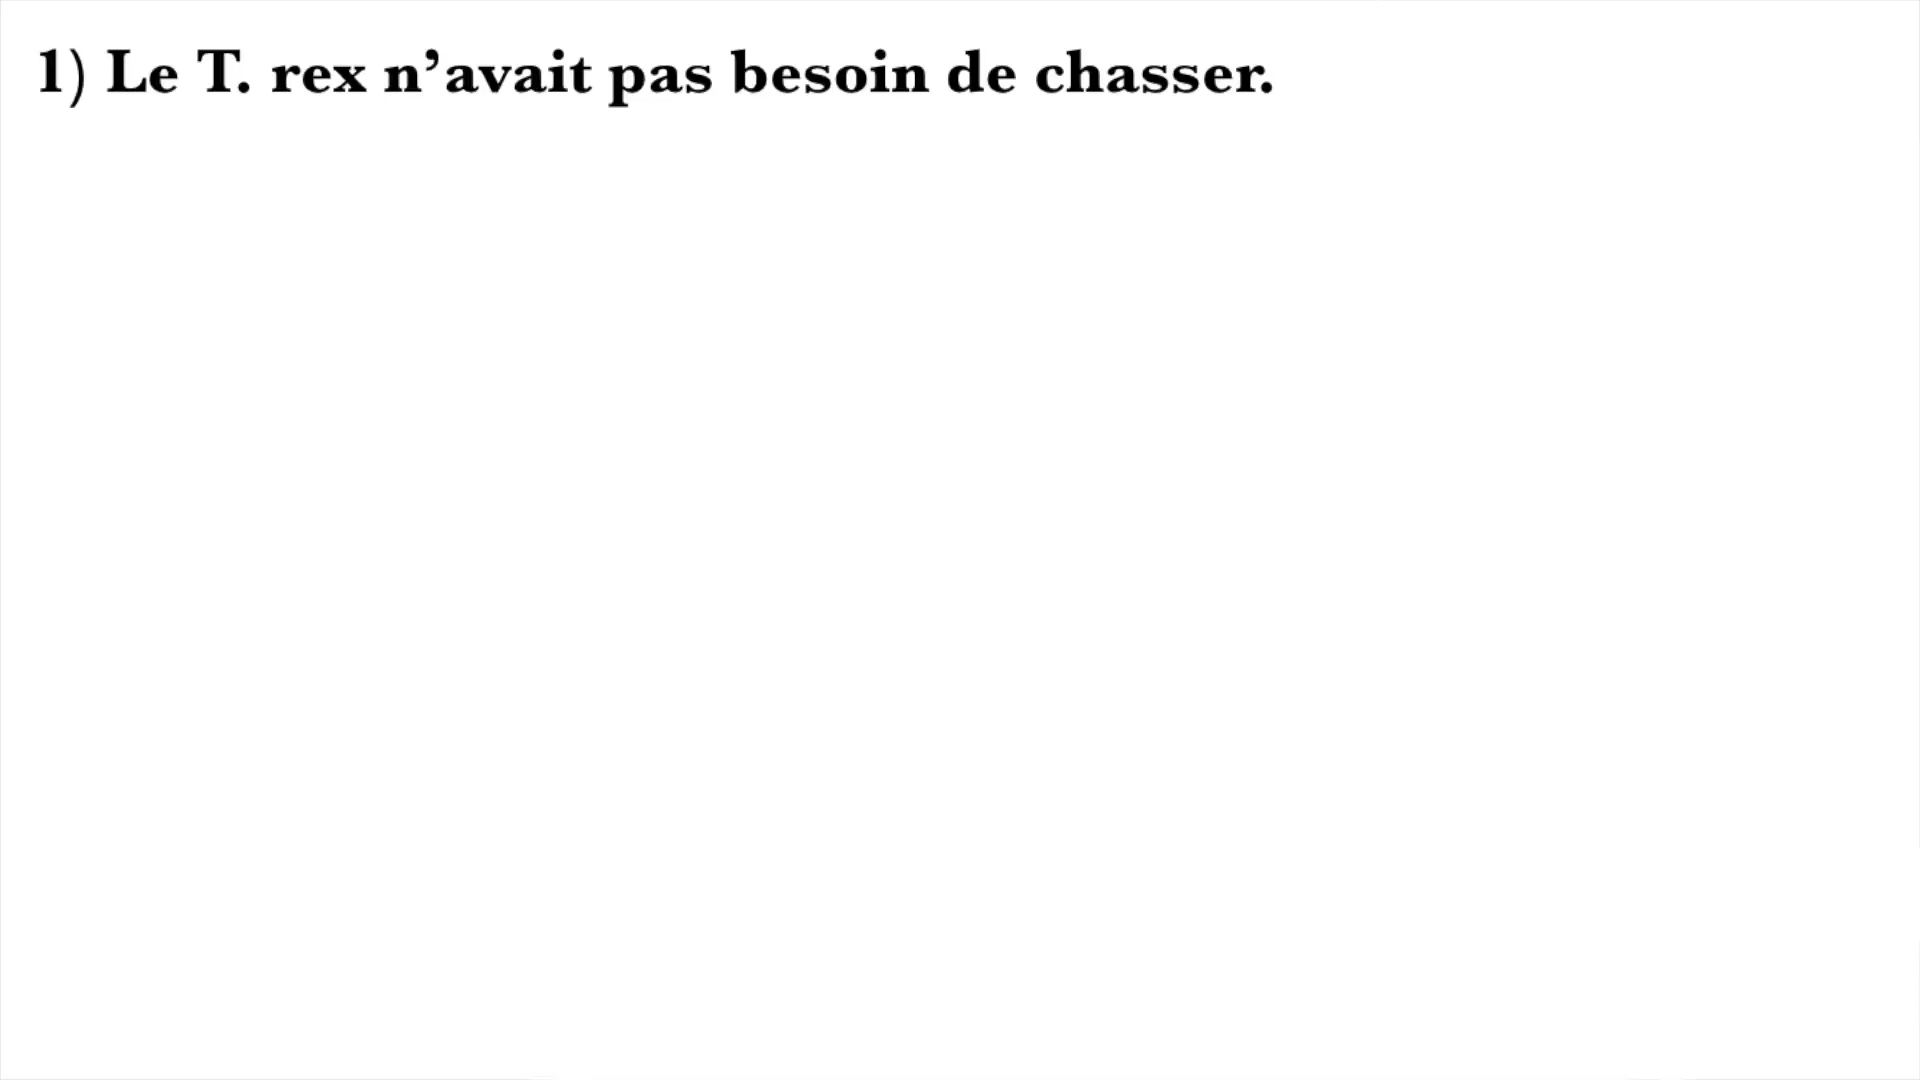 1) Le T. rex n’avait pas besoin de chasser.